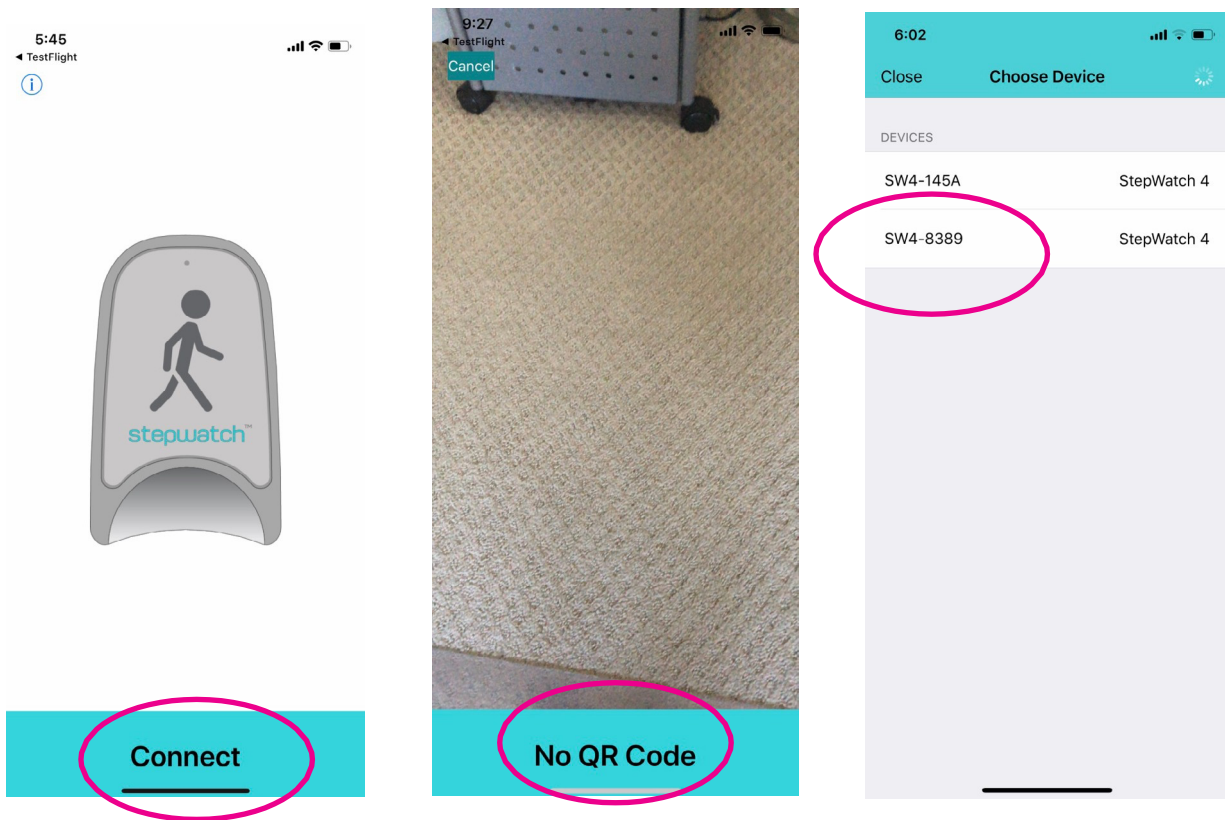 5:45
◀ TestFlight
stepwatch™
Connect
9:27
◀ TestFlight
Cancel
No QR Code
6:02
Close Choose Device
DEVICES
SW4-145A StepWatch 4
SW4-8389 StepWatch 4